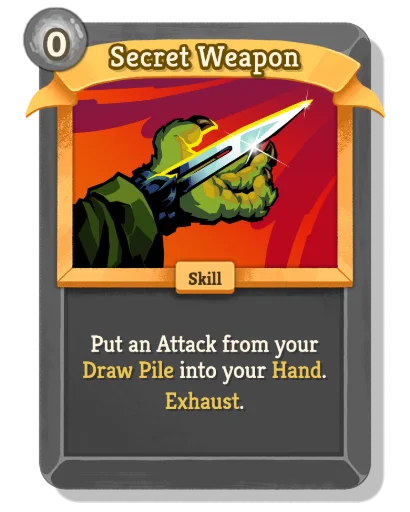 0
Secret Weapon
Skill
Put an Attack from your
Draw Pile into your Hand.
Exhaust.